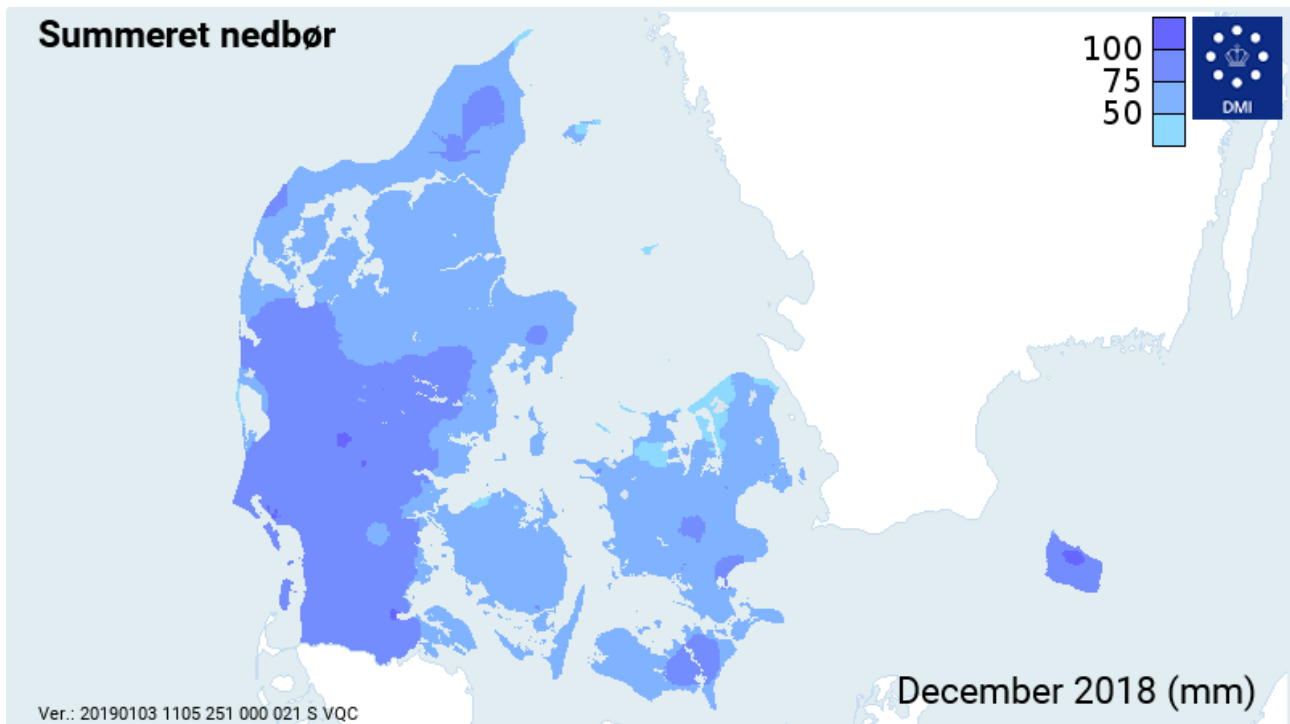 Summeret nedbør
100
75
50
DMI
December 2018 (mm)
Ver.: 20190103 1105 251 000 021 S VQC